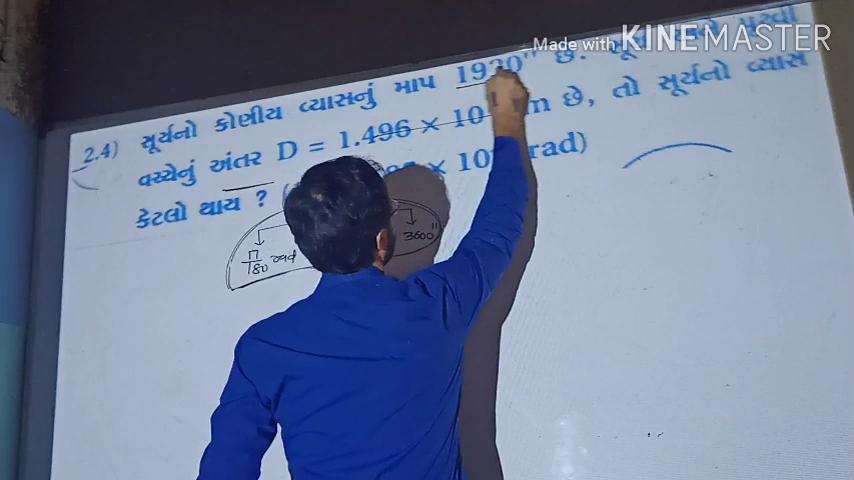 Made with KINEMASTER
2.4) સૂર્યનો કોણીય વ્યાસનું માપ 1920" છે.
વચ્ચેનું અંતર D = 1.496 × 10 m છે, તો સૂર્યનો વ્યાસ
કેટલો થાય ? ( × 10 rad)
π/180 3600"